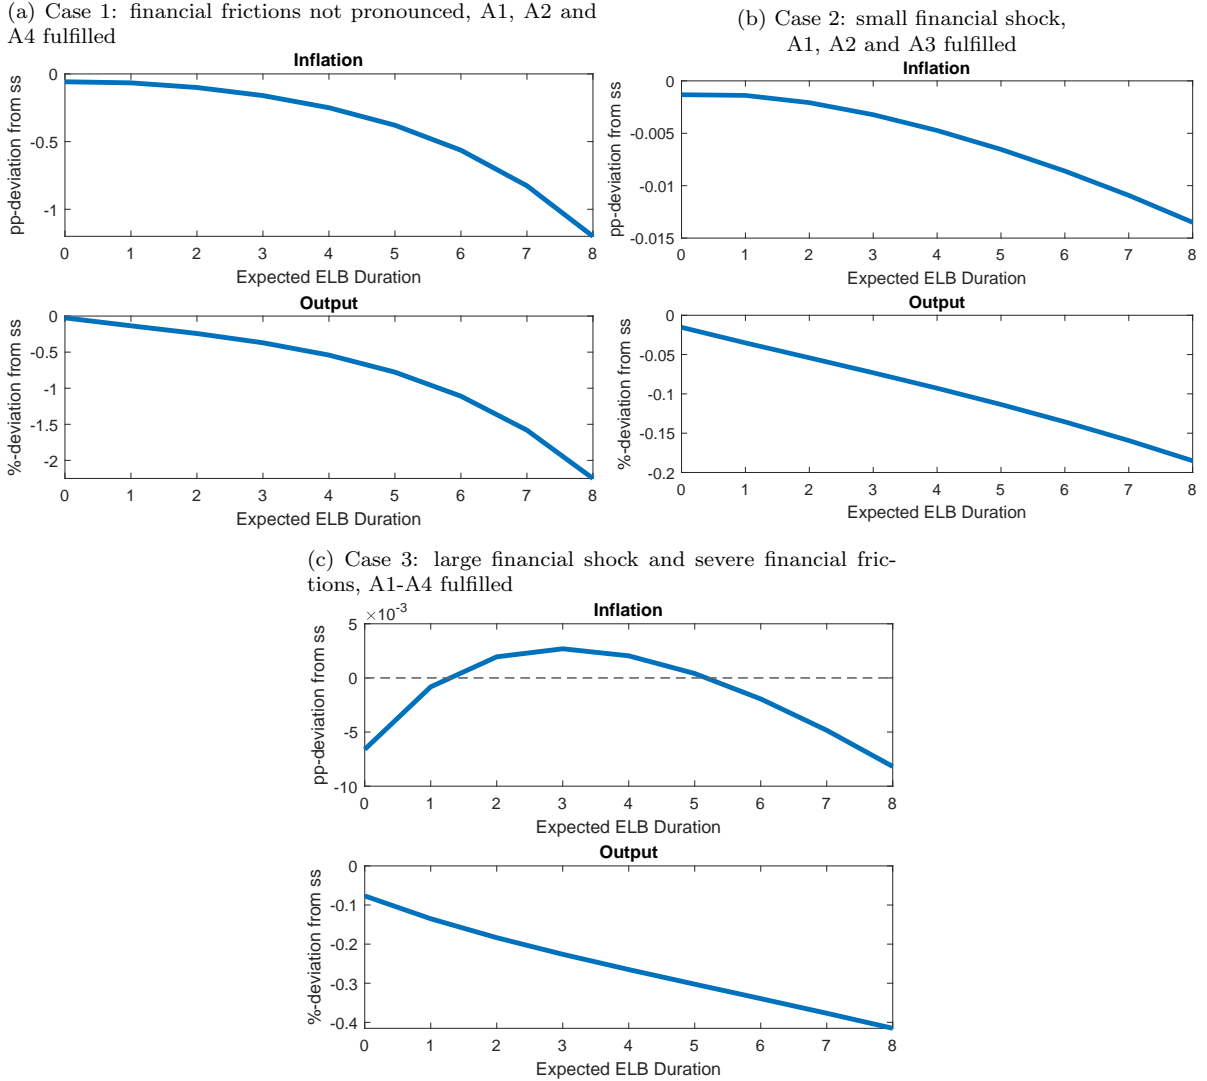 (a) Case 1: financial frictions not pronounced, A1, A2 and
A4 fulfilled
Inflation
pp-deviation from ss
0
-0.5
-1
0 1 2 3 4 5 6 7 8
Expected ELB Duration
Output
%-deviation from ss
0
-0.5
-1
-1.5
-2
0 1 2 3 4 5 6 7 8
Expected ELB Duration
(b) Case 2: small financial shock,
A1, A2 and A3 fulfilled
Inflation
pp-deviation from ss
0
-0.005
-0.01
-0.015
0 1 2 3 4 5 6 7 8
Expected ELB Duration
Output
%-deviation from ss
0
-0.05
-0.1
-0.15
-0.2
0 1 2 3 4 5 6 7 8
Expected ELB Duration
(c) Case 3: large financial shock and severe financial fric-
tions, A1-A4 fulfilled
×10⁻³
Inflation
pp-deviation from ss
5
0
-5
-10
0 1 2 3 4 5 6 7 8
Expected ELB Duration
Output
%-deviation from ss
0
-0.1
-0.2
-0.3
-0.4
0 1 2 3 4 5 6 7 8
Expected ELB Duration